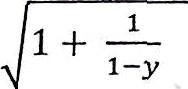 √(1 + 1/(1−y))